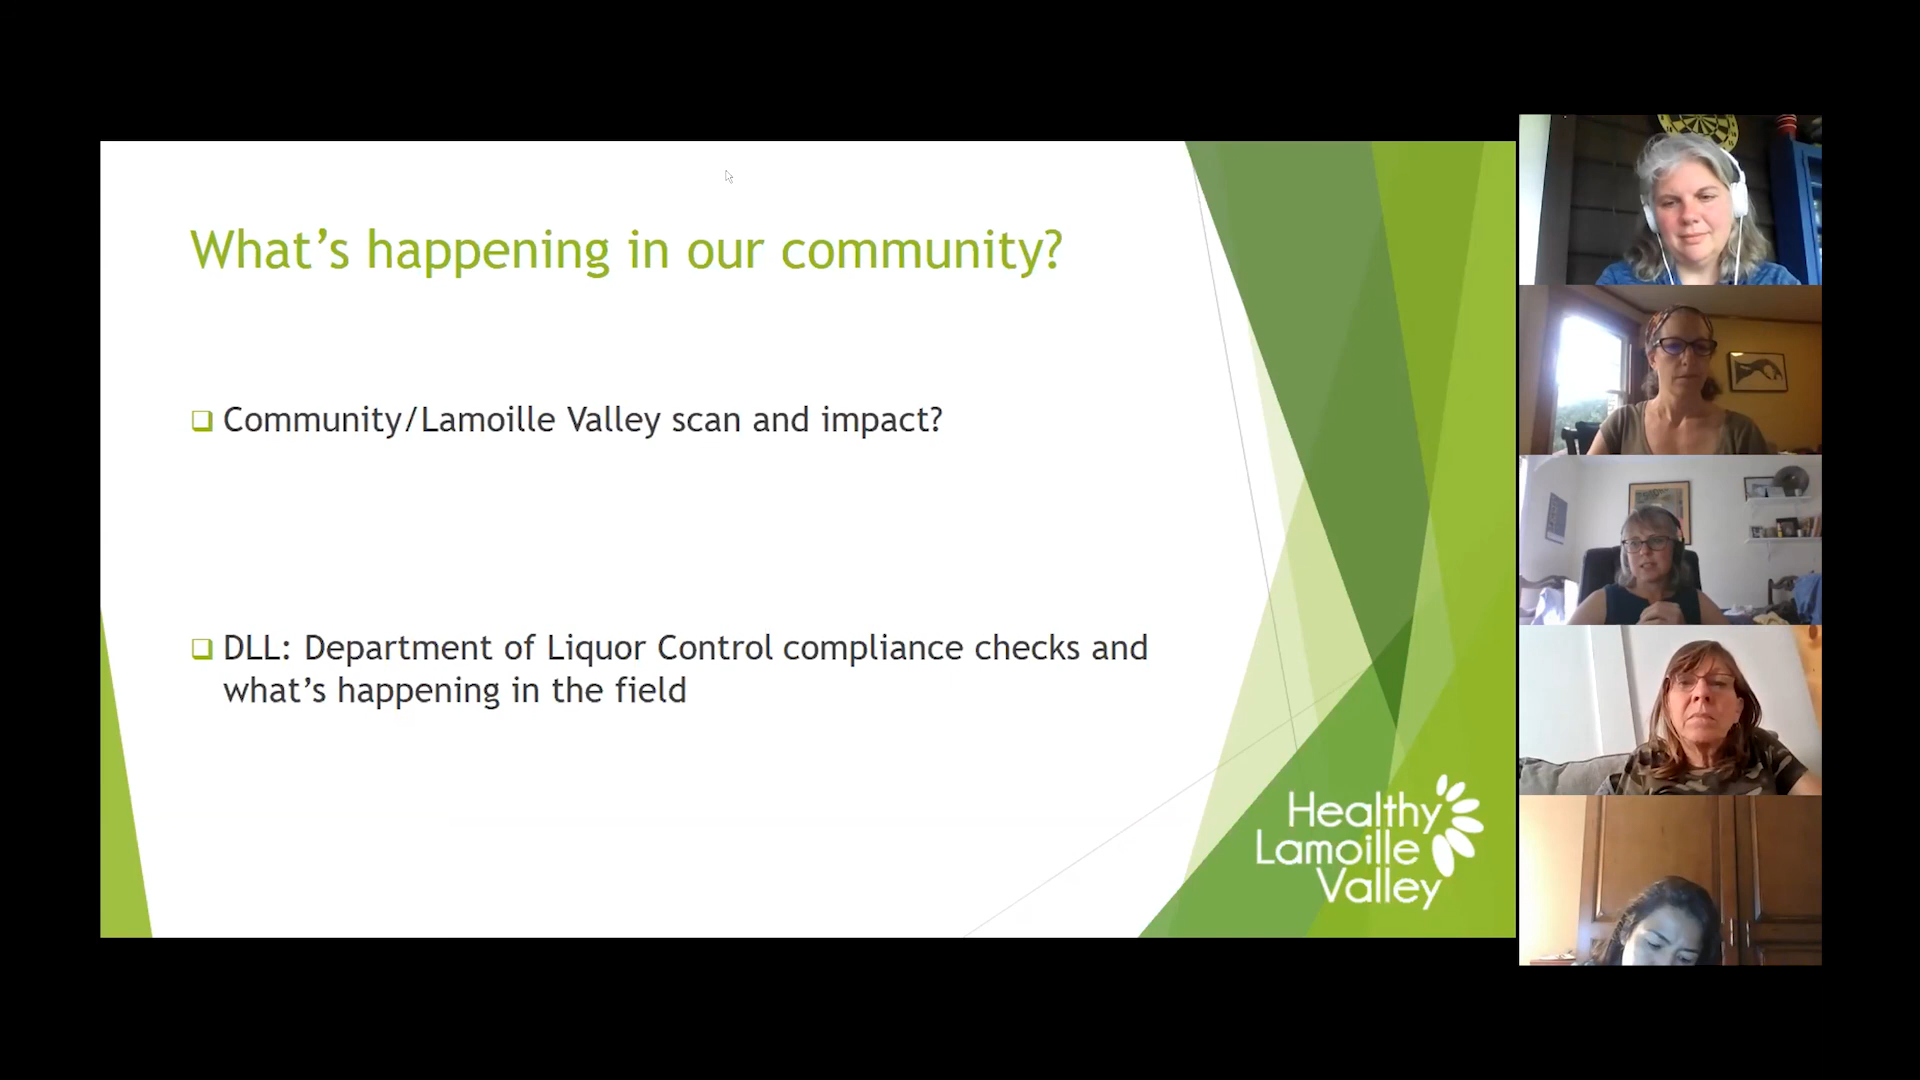 What's happening in our community?
Community/Lamoille Valley scan and impact?
DLL: Department of Liquor Control compliance checks and
what's happening in the field
Healthy
Lamoille
Valley